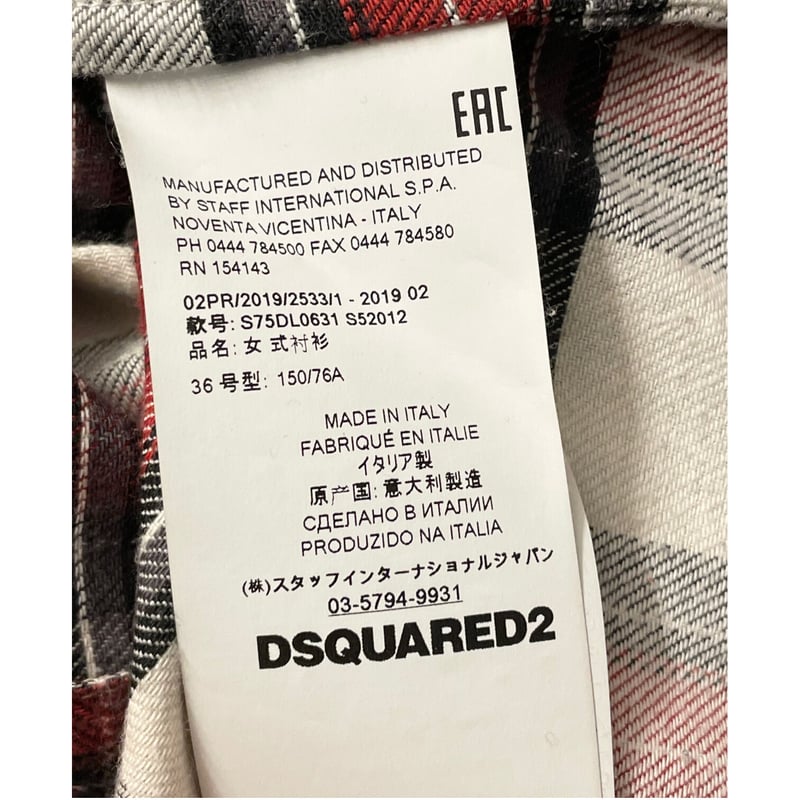 EAC
MANUFACTURED AND DISTRIBUTED
BY STAFF INTERNATIONAL S.P.A.
NOVENTA VICENTINA - ITALY
PH 0444 784500 FAX 0444 784580
RN 154143
02PR/2019/2533/1 - 2019 02
款号: S75DL0631 S52012
品名: 女 式衬衫
36 号型: 150/76A
MADE IN ITALY
FABRIQUÉ EN ITALIE
イタリア製
原产国: 意大利製造
СДЕЛАНО В ИТАЛИИ
PRODUZIDO NA ITALIA
(株)スタッフインターナショナルジャパン
03-5794-9931
DSQUARED2